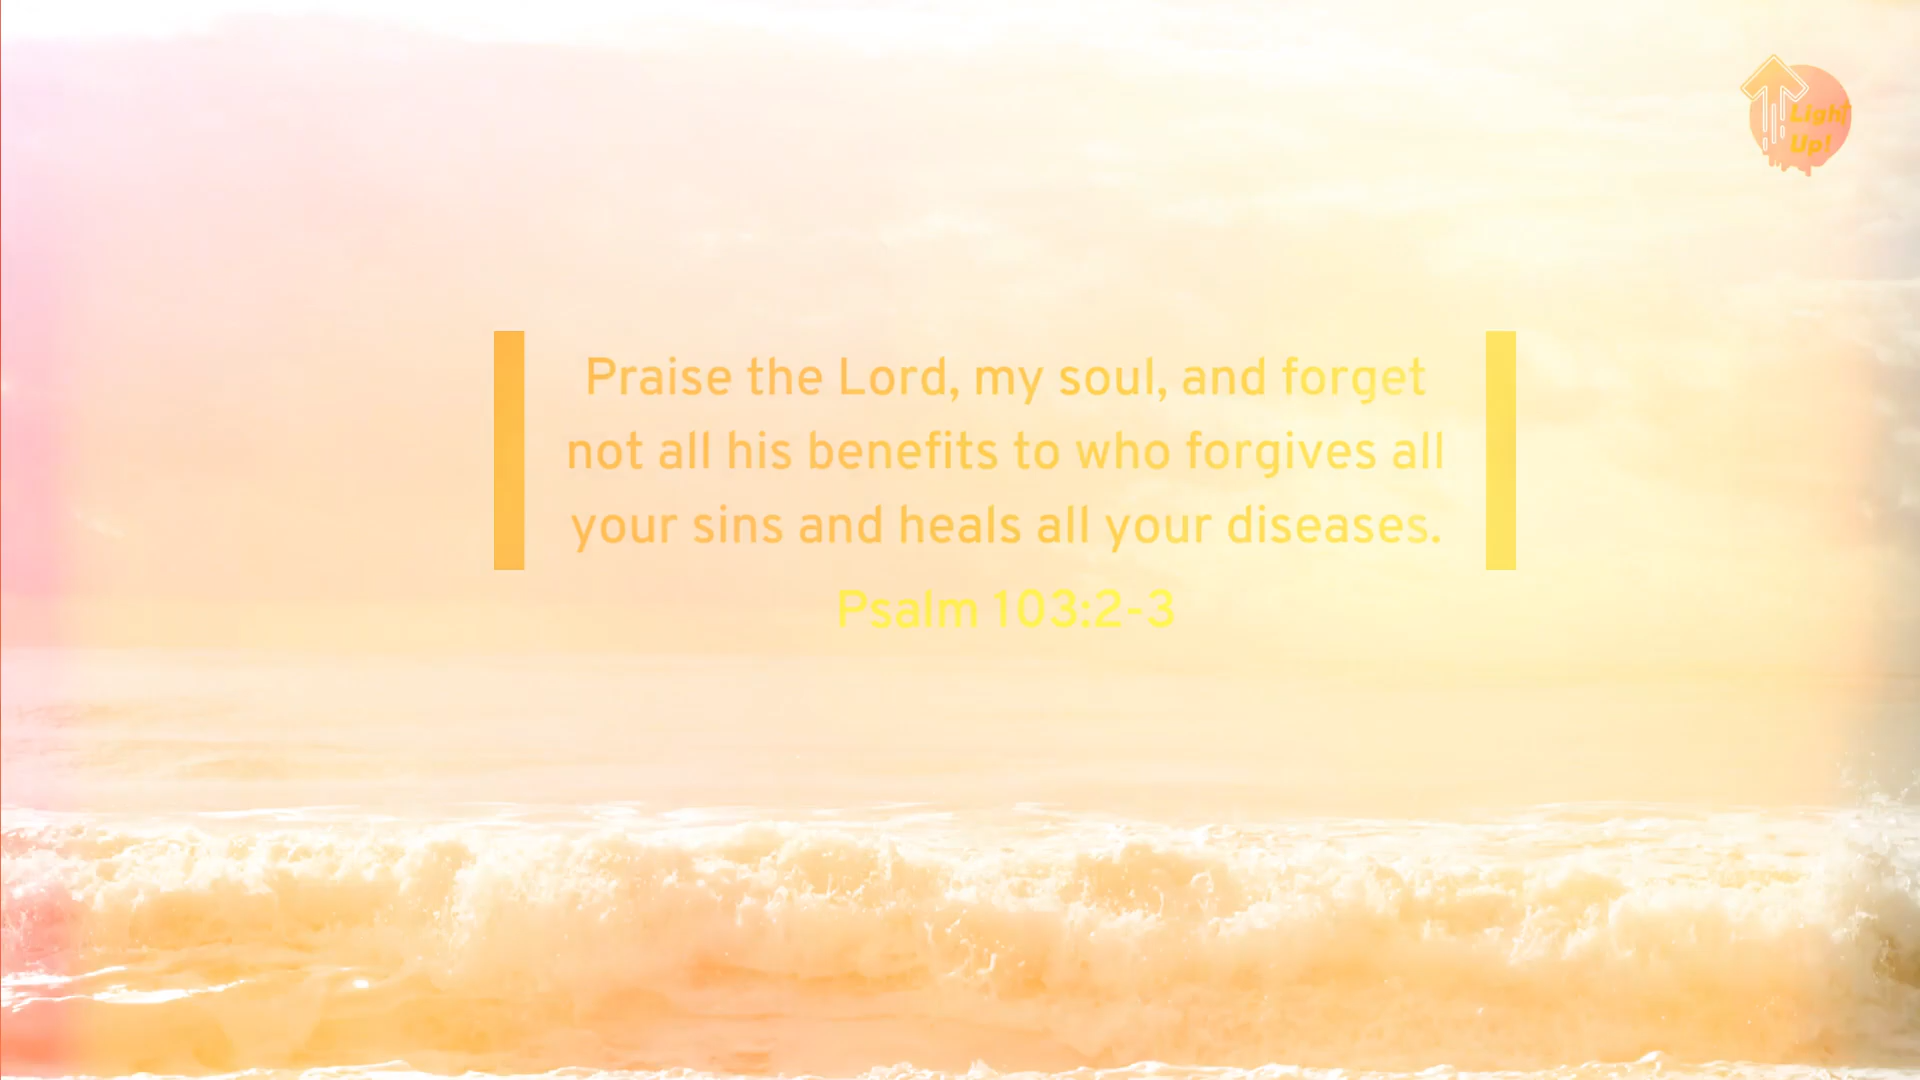 Light
Up!
Praise the Lord, my soul, and forget
not all his benefits to who forgives all
your sins and heals all your diseases.
Psalm 103:2-3